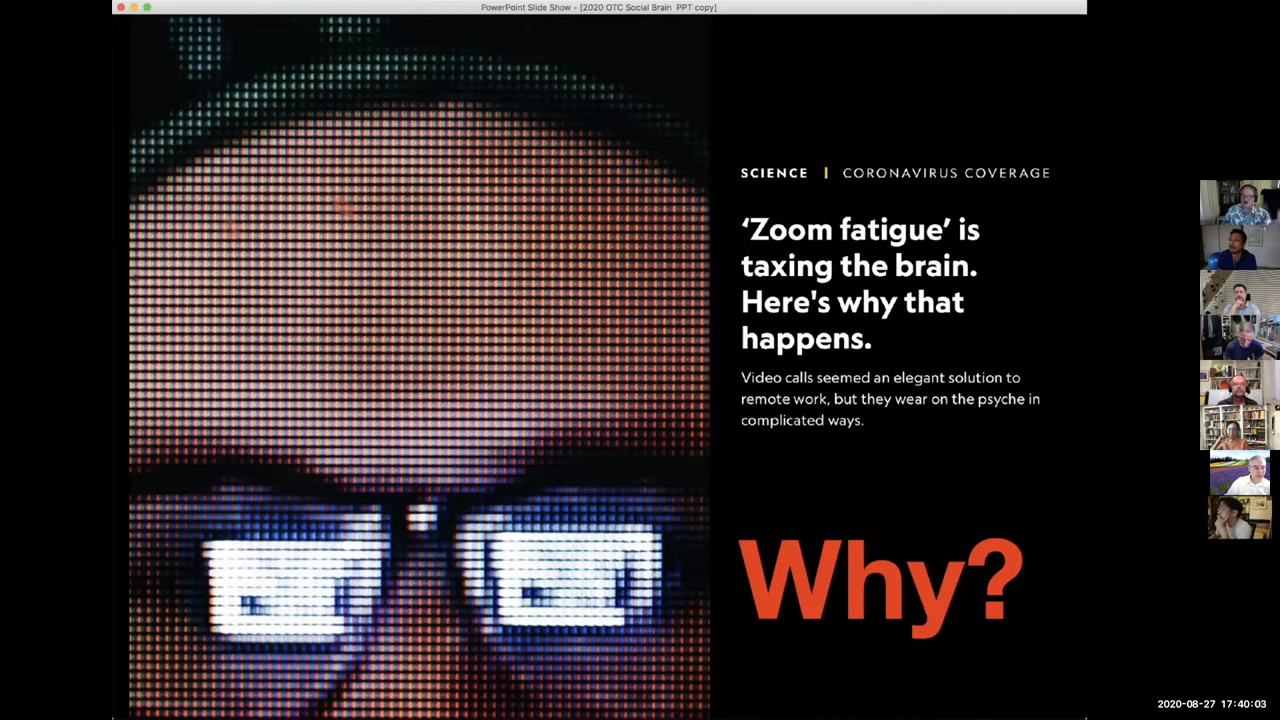 PowerPoint Slide Show - [2020 OTC Social Brain  PPT copy]
SCIENCE | CORONAVIRUS COVERAGE
‘Zoom fatigue’ is
taxing the brain.
Here's why that
happens.
Video calls seemed an elegant solution to
remote work, but they wear on the psyche in
complicated ways.
Why?
2020-08-27 17:40:03